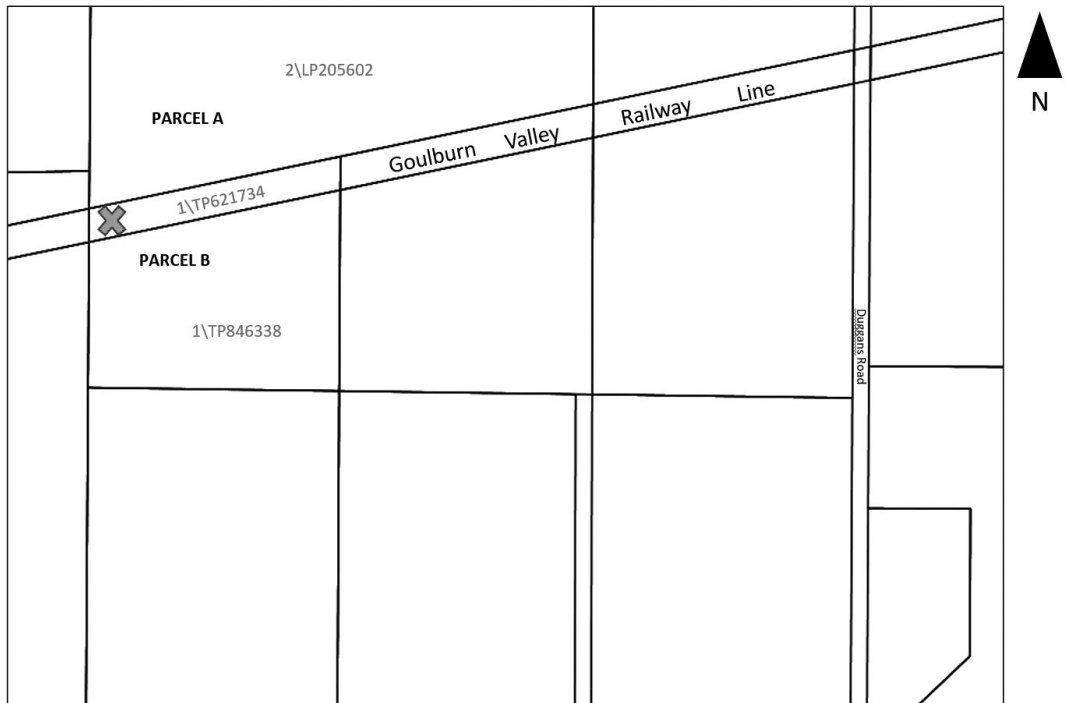 2\LP205602
N
PARCEL A
Goulburn Valley Railway Line
1\TP621734
PARCEL B
1\TP846338
Duggans Road